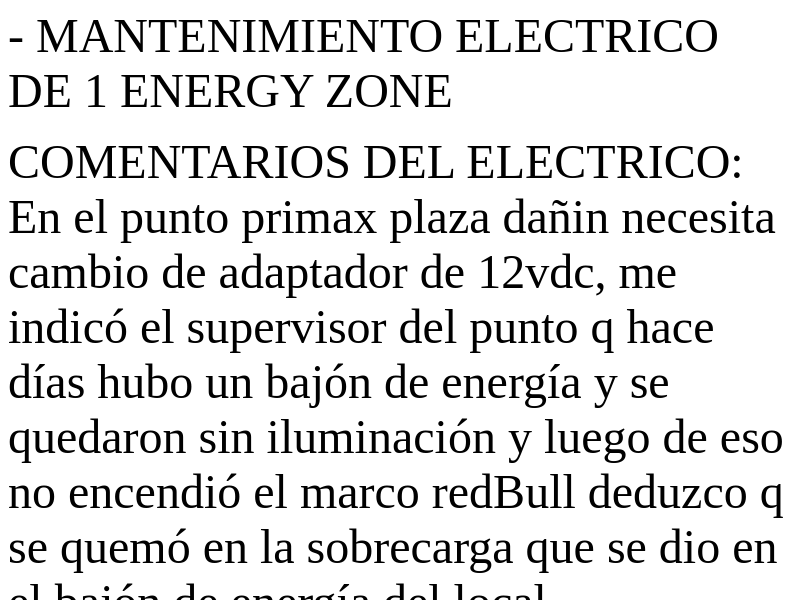 - MANTENIMIENTO ELECTRICO
DE 1 ENERGY ZONE
COMENTARIOS DEL ELECTRICO:
En el punto primax plaza dañin necesita
cambio de adaptador de 12vdc, me
indicó el supervisor del punto q hace
días hubo un bajón de energía y se
quedaron sin iluminación y luego de eso
no encendió el marco redBull deduzco q
se quemó en la sobrecarga que se dio en
el bajón de energía del local